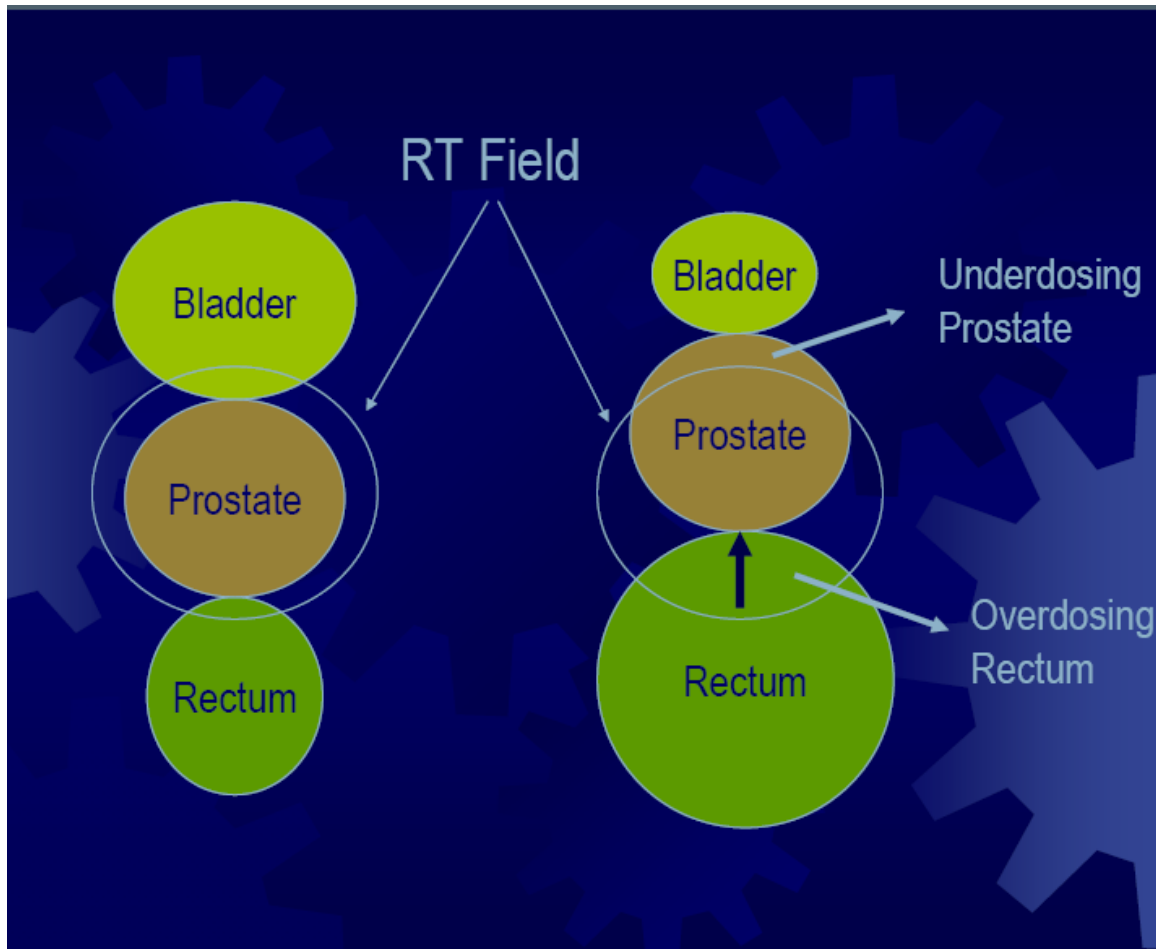 RT Field
Bladder
Prostate
Rectum
Bladder
Prostate
Rectum
Underdosing
Prostate
Overdosing
Rectum